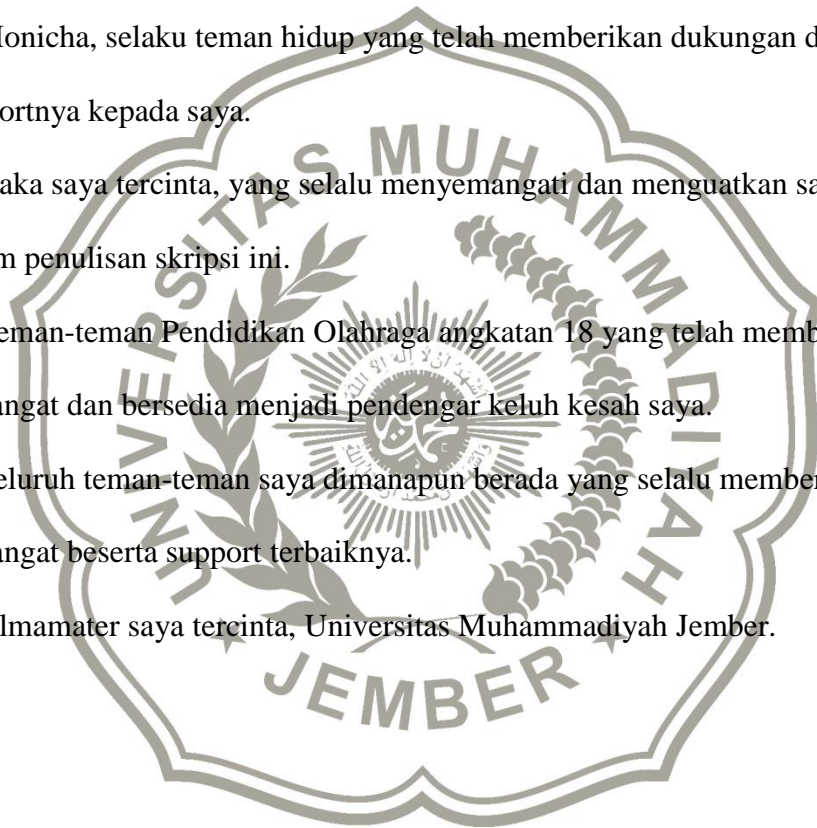 onicha, selaku teman hidup yang telah memberikan dukungan d
ortnya kepada saya.
aka saya tercinta, yang selalu menyemangati dan menguatkan sa
m penulisan skripsi ini.
eman-teman Pendidikan Olahraga angkatan 18 yang telah memb
angat dan bersedia menjadi pendengar keluh kesah saya.
eluruh teman-teman saya dimanapun berada yang selalu member
angat beserta support terbaiknya.
lmamater saya tercinta, Universitas Muhammadiyah Jember.
UNIVERSITAS MUHAMMADIYAH
JEMBER